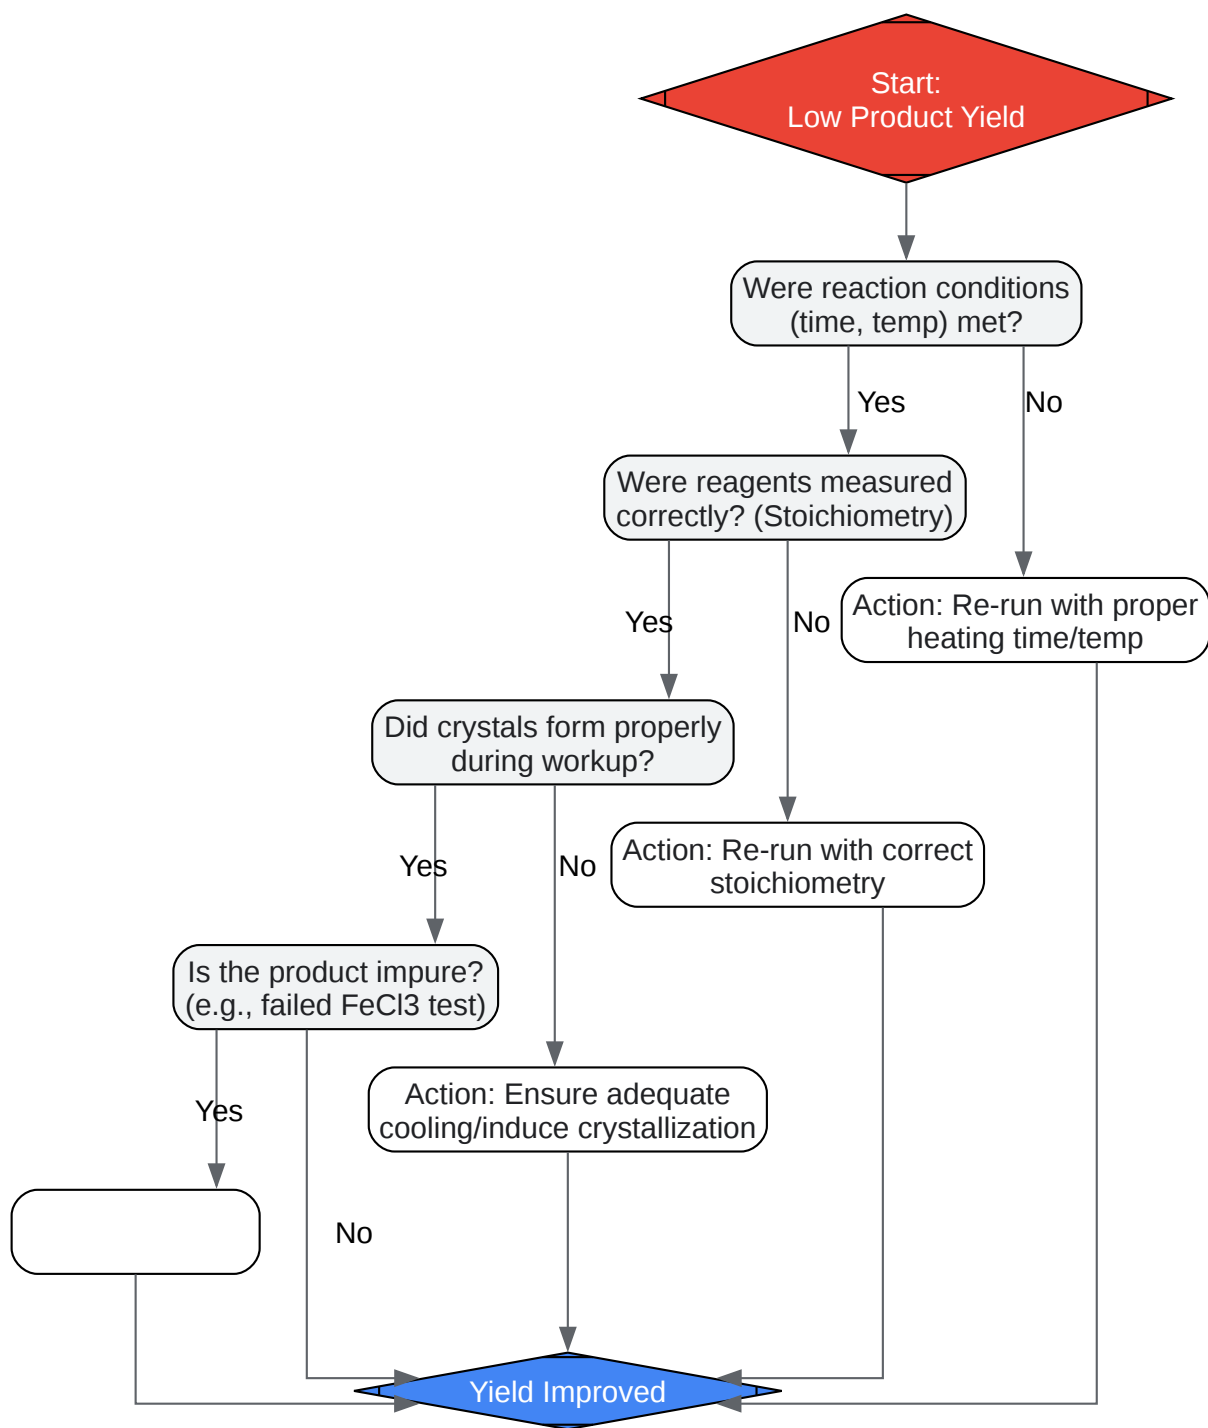 Start:
Low Product Yield
Were reaction conditions
(time, temp) met?
Yes
No
Were reagents measured
correctly? (Stoichiometry)
Action: Re-run with proper
heating time/temp
Yes
No
Did crystals form properly
during workup?
Action: Re-run with correct
stoichiometry
Yes
No
Is the product impure?
(e.g., failed FeCl3 test)
Action: Ensure adequate
cooling/induce crystallization
Yes
No
Yield Improved